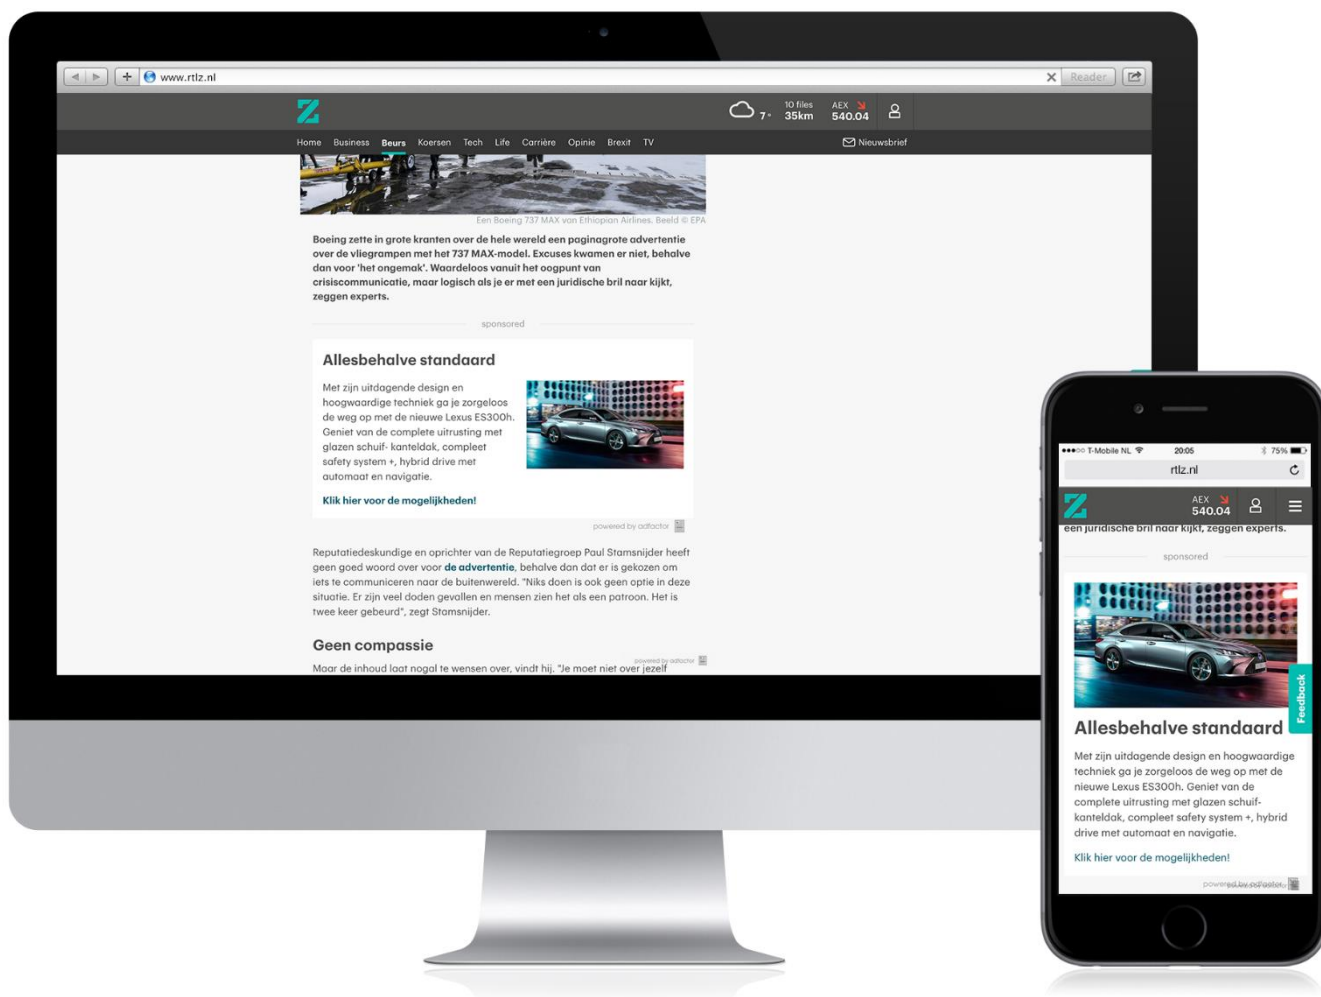 www.rtlz.nl
Reader
Z
7°
10 files
35km
AEX
540.04
Home Business Beurs Koersen Tech Life Carrière Opinie Brexit TV
Nieuwsbrief
Een Boeing 737 MAX van Ethiopian Airlines. Beeld © EPA
Boeing zette in grote kranten over de hele wereld een paginagrote advertentie
over de vliegrampen met het 737 MAX-model. Excuses kwamen er niet, behalve
dan voor 'het ongemak'. Waardeloos vanuit het oogpunt van
crisiscommunicatie, maar logisch als je er met een juridische bril naar kijkt,
zeggen experts.
sponsored
Allesbehalve standaard
Met zijn uitdagende design en
hoogwaardige techniek ga je zorgeloos
de weg op met de nieuwe Lexus ES300h.
Geniet van de complete uitrusting met
glazen schuif- kanteldak, compleet
safety system +, hybrid drive met
automaat en navigatie.
Klik hier voor de mogelijkheden!
powered by adfactor
Reputatiedeskundige en oprichter van de Reputatiegroep Paul Stamsnijder heeft
geen goed woord over voor de advertentie, behalve dan dat er is gekozen om
iets te communiceren naar de buitenwereld. "Niks doen is ook geen optie in deze
situatie. Er zijn veel doden gevallen en mensen zien het als een patroon. Het is
twee keer gebeurd", zegt Stamsnijder.
Geen compassie
powered by adfactor
Maar de inhoud laat nogal te wensen over, vindt hij. "Je moet niet over jezelf
T-Mobile NL 20:05 75%
rtlz.nl
Z
AEX
540.04
een juridische bril naar kijkt, zeggen experts.
sponsored
Feedback
Allesbehalve standaard
Met zijn uitdagende design en hoogwaardige
techniek ga je zorgeloos de weg op met de
nieuwe Lexus ES300h. Geniet van de
complete uitrusting met glazen schuif-
kanteldak, compleet safety system +, hybrid
drive met automaat en navigatie.
Klik hier voor de mogelijkheden!
powered by adfactor